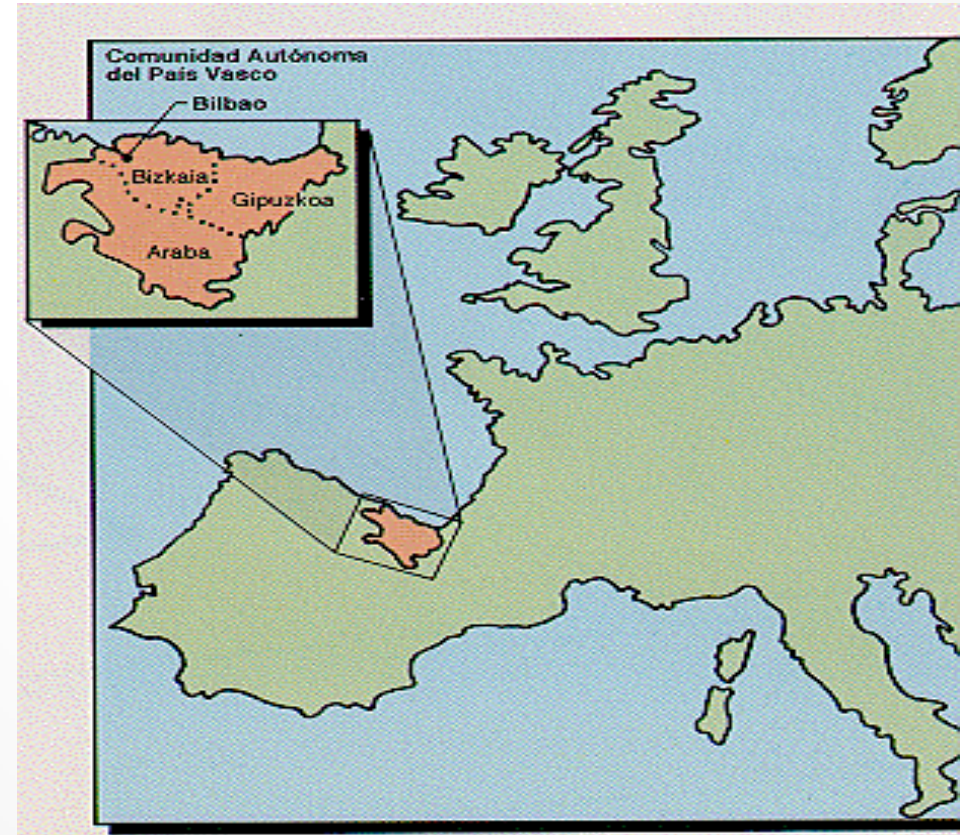 Comunidad Autónoma
del País Vasco
Bilbao
Bizkaia
Gipuzkoa
Araba